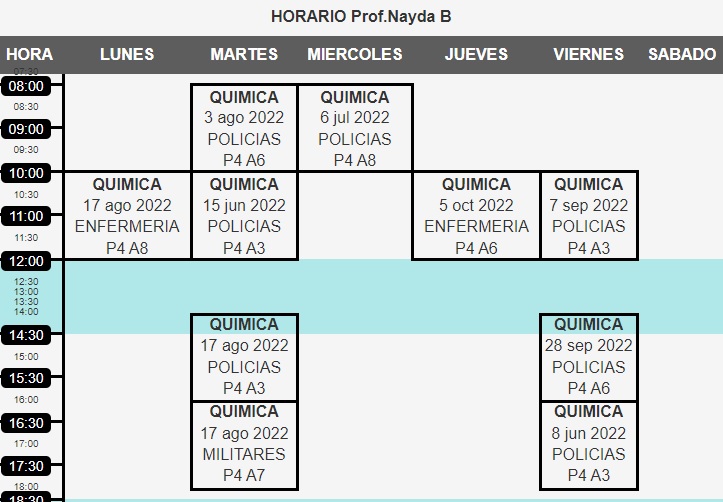 HORARIO Prof.Nayda B
HORA LUNES MARTES MIERCOLES JUEVES VIERNES SABADO
07:30
08:00
08:30
09:00
09:30
QUIMICA
3 ago 2022
POLICIAS
P4 A6
QUIMICA
6 jul 2022
POLICIAS
P4 A8
10:00
10:30
11:00
11:30
QUIMICA
17 ago 2022
ENFERMERIA
P4 A8
QUIMICA
15 jun 2022
POLICIAS
P4 A3
QUIMICA
5 oct 2022
ENFERMERIA
P4 A6
QUIMICA
7 sep 2022
POLICIAS
P4 A3
12:00
12:30
13:00
13:30
14:00
14:30
15:00
15:30
QUIMICA
17 ago 2022
POLICIAS
P4 A3
QUIMICA
28 sep 2022
POLICIAS
P4 A6
16:00
16:30
17:00
17:30
18:00
QUIMICA
17 ago 2022
MILITARES
P4 A7
QUIMICA
8 jun 2022
POLICIAS
P4 A3
18:30